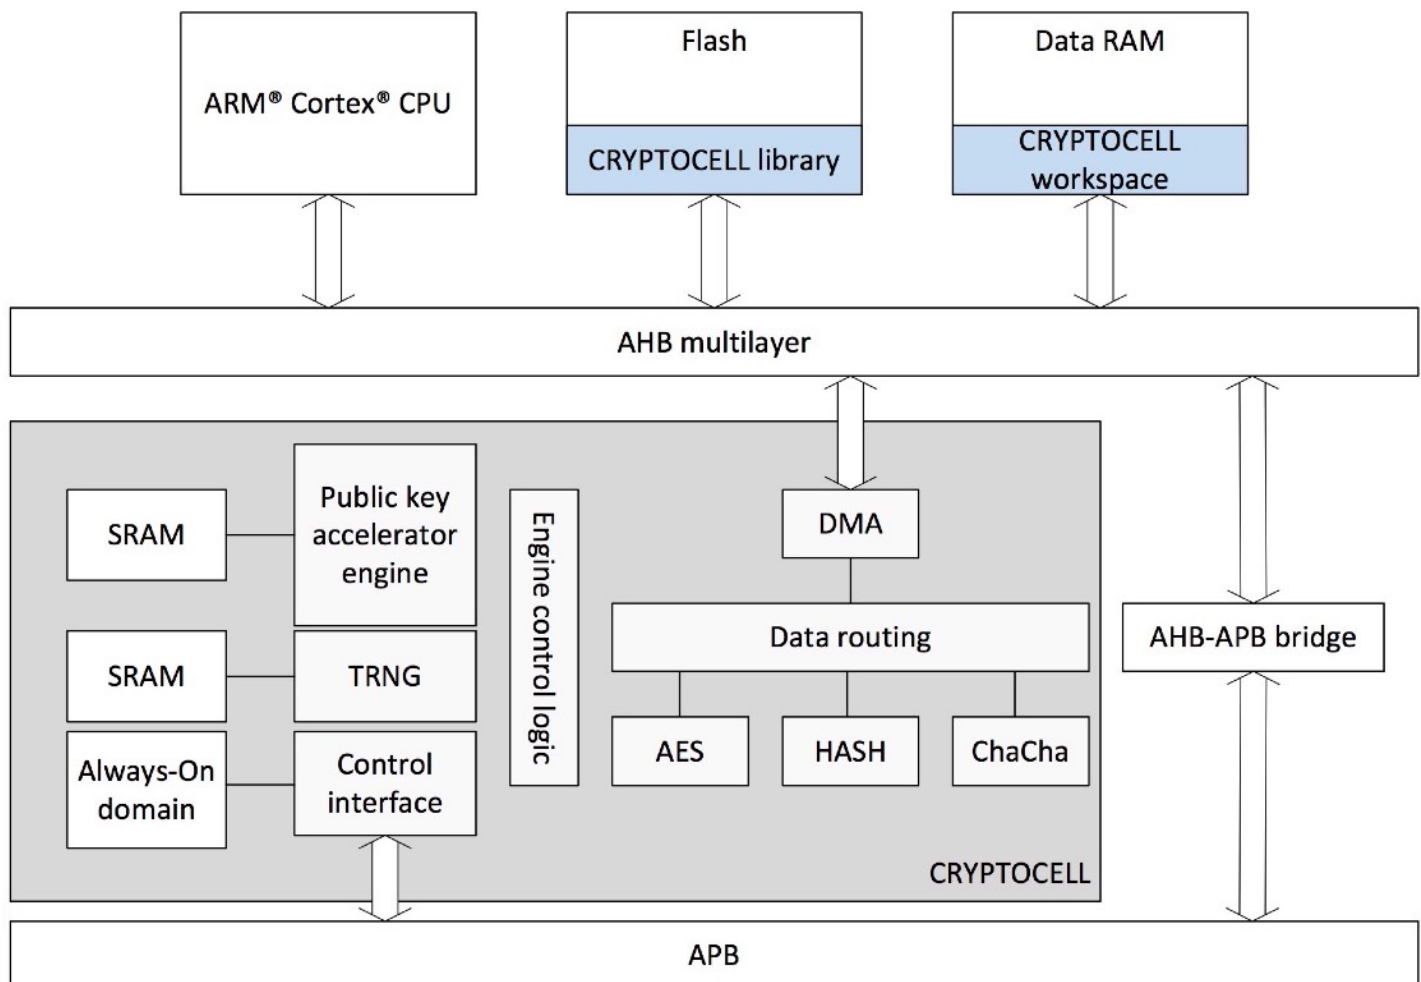 ARM® Cortex® CPU
Flash
CRYPTOCELL library
Data RAM
CRYPTOCELL
workspace
AHB multilayer
SRAM
Public key
accelerator
engine
SRAM
TRNG
Always-On
domain
Control
interface
Engine control logic
DMA
Data routing
AES
HASH
ChaCha
CRYPTOCELL
AHB-APB bridge
APB